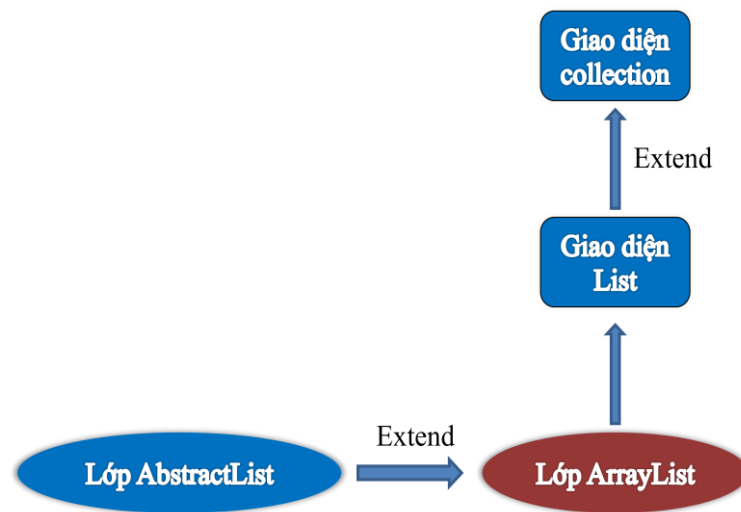 Giao diện
collection
Extend
Giao diện
List
Extend
Lớp AbstractList
Lớp ArrayList